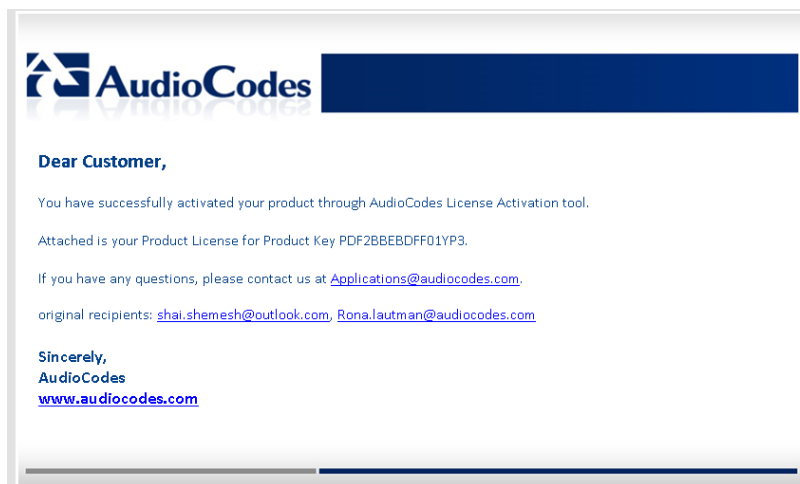 AudioCodes
Dear Customer,
You have successfully activated your product through AudioCodes License Activation tool.
Attached is your Product License for Product Key PDF2BBEBDFF01YP3.
If you have any questions, please contact us at Applications@audiocodes.com.
original recipients: shai.shemesh@outlook.com, Rona.lautman@audiocodes.com
Sincerely,
AudioCodes
www.audiocodes.com